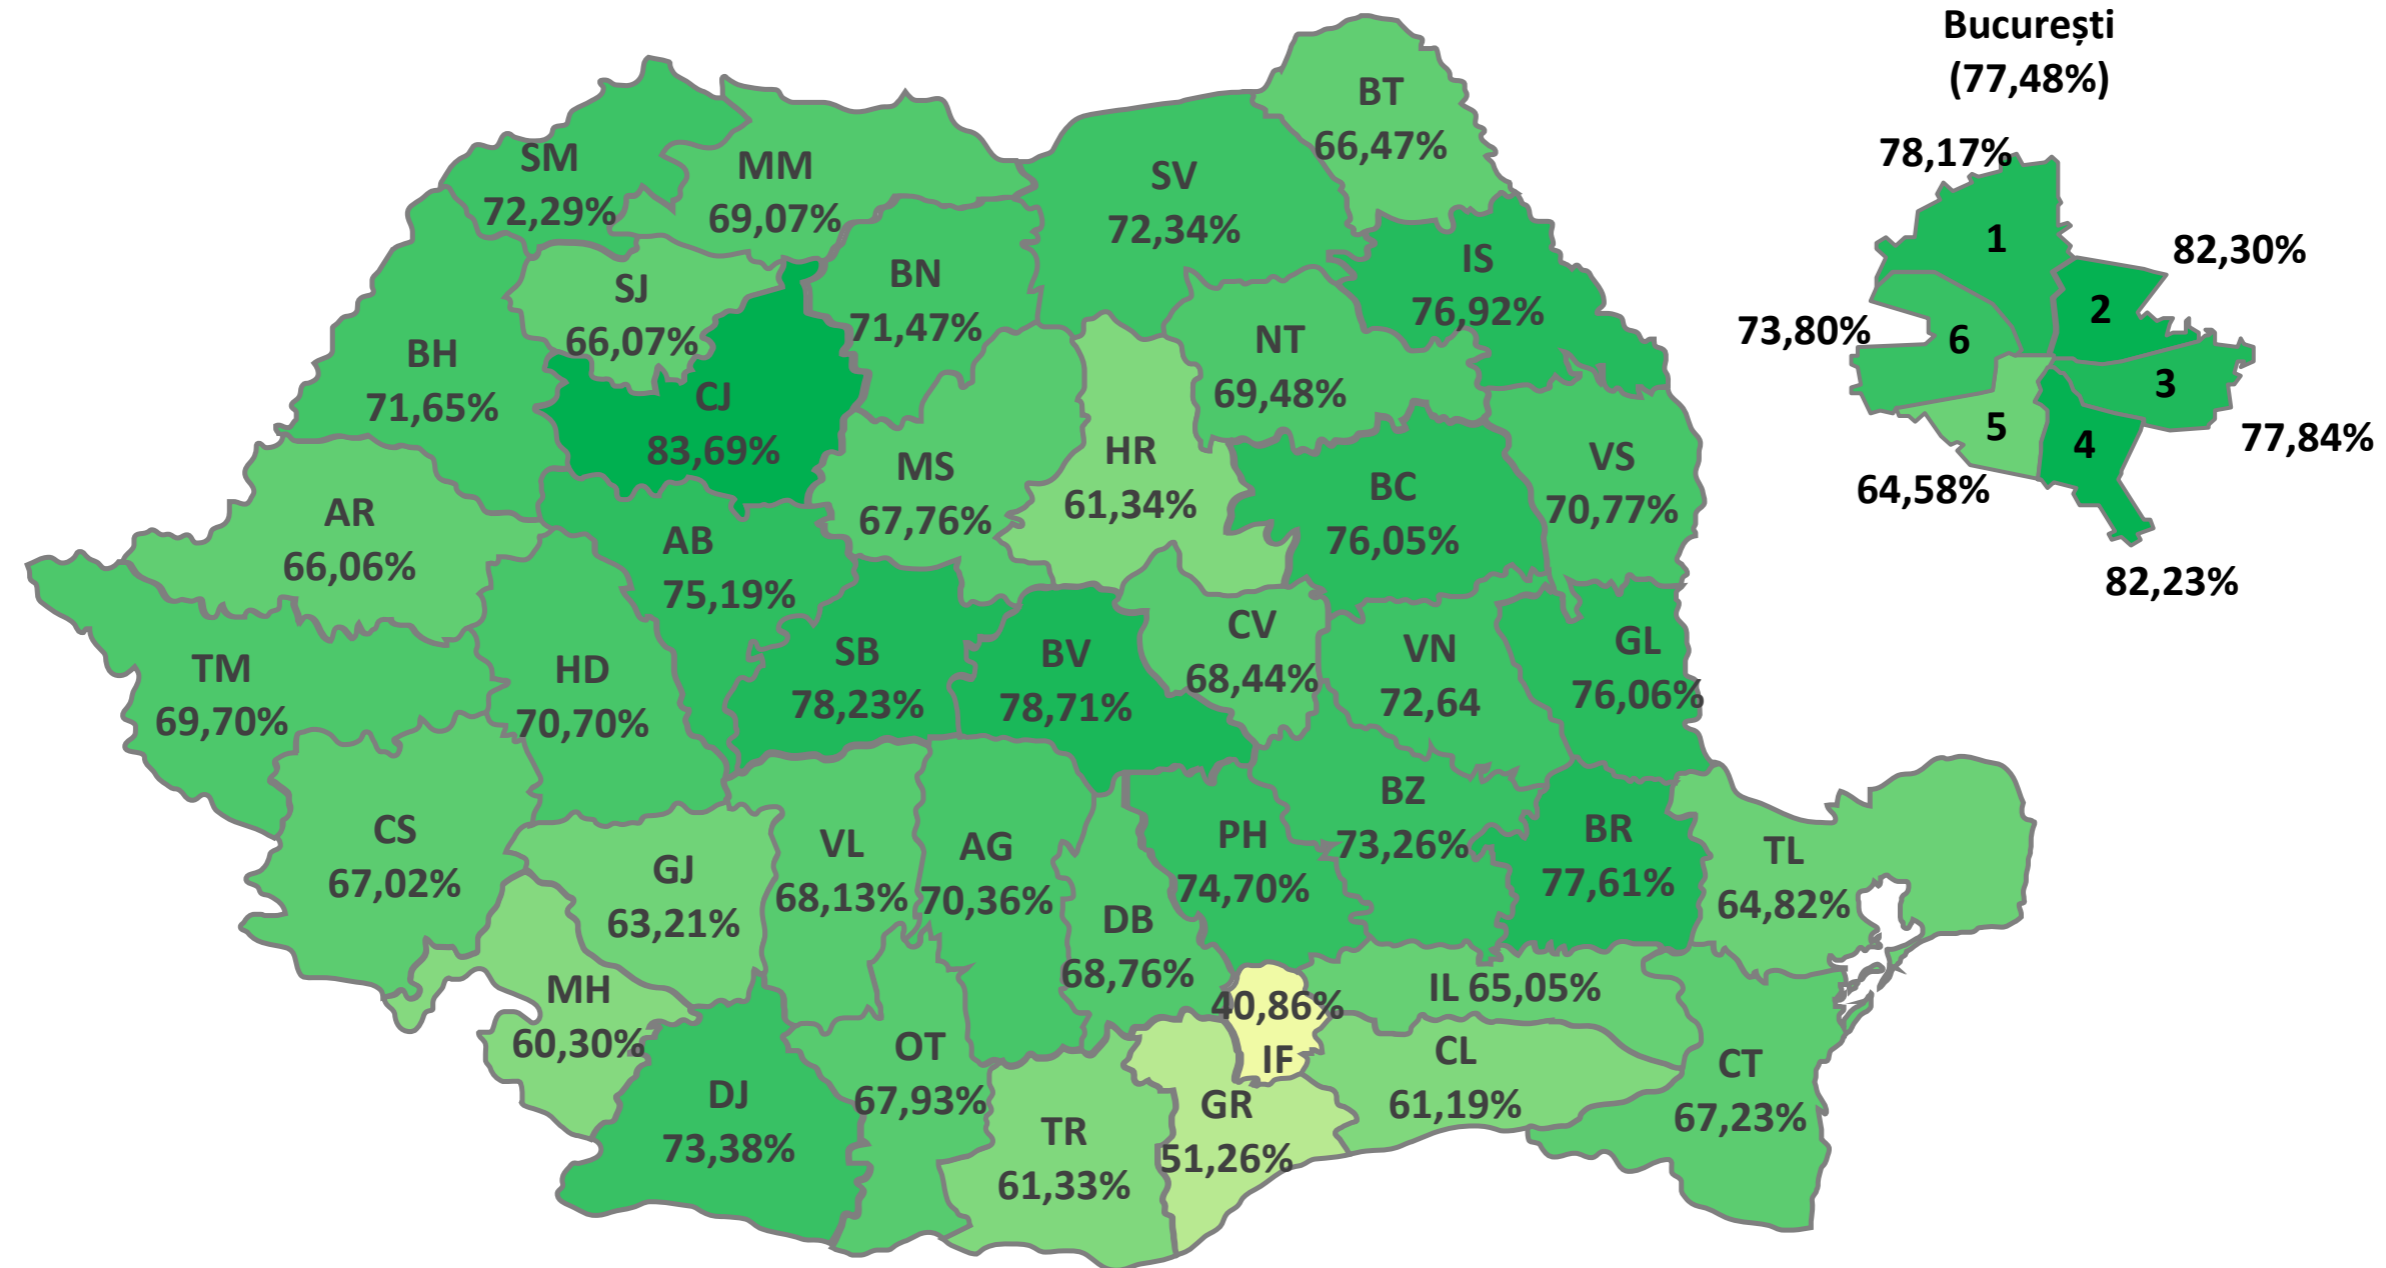 București
(77,48%)
78,17%
1
82,30%
2
73,80%
6
3
77,84%
5
4
64,58%
82,23%
BT
66,47%
SM
72,29%
MM
69,07%
SV
72,34%
IS
76,92%
BN
71,47%
SJ
66,07%
NT
69,48%
BH
71,65%
CJ
83,69%
HR
61,34%
MS
67,76%
VS
70,77%
BC
76,05%
AR
66,06%
AB
75,19%
CV
68,44%
GL
76,06%
VN
72,64
SB
78,23%
BV
78,71%
TM
69,70%
HD
70,70%
BZ
73,26%
CS
67,02%
BR
77,61%
PH
74,70%
VL
68,13%
AG
70,36%
TL
64,82%
GJ
63,21%
DB
68,76%
MH
60,30%
IL 65,05%
40,86%
IF
OT
67,93%
CL
61,19%
CT
67,23%
DJ
73,38%
GR
51,26%
TR
61,33%